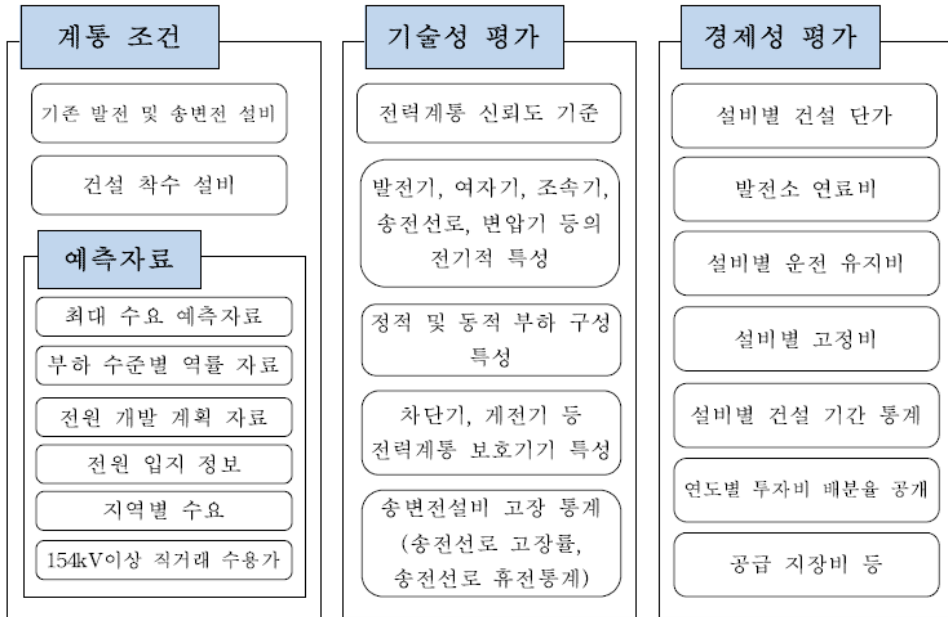 계통 조건
기존 발전 및 송변전 설비
건설 착수 설비
예측자료
최대 수요 예측자료
부하 수준별 역률 자료
전원 개발 계획 자료
전원 입지 정보
지역별 수요
154kV이상 직거래 수용가
기술성 평가
전력계통 신뢰도 기준
발전기, 여자기, 조속기,
송전선로, 변압기 등의
전기적 특성
정적 및 동적 부하 구성
특성
차단기, 게전기 등
전력계통 보호기기 특성
송변전설비 고장 통계
(송전선로 고장률,
송전선로 휴전통계)
경제성 평가
설비별 건설 단가
발전소 연료비
설비별 운전 유지비
설비별 고정비
설비별 건설 기간 통계
연도별 투자비 배분율 공개
공급 지장비 등